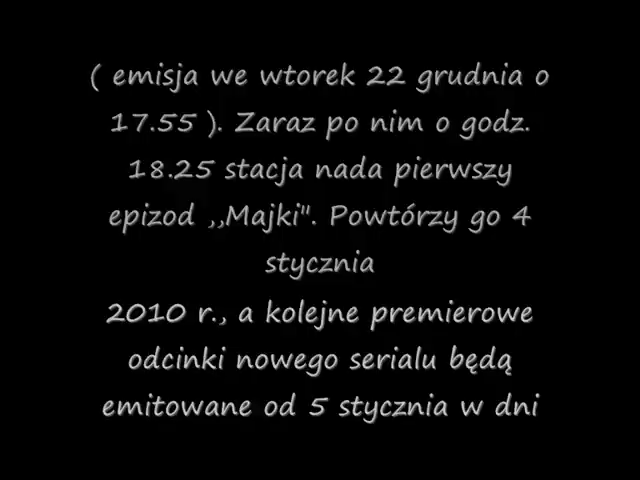 ( emisja we wtorek 22 grudnia o
17.55 ). Zaraz po nim o godz.
18.25 stacja nada pierwszy
epizod ,,Majki". Powtórzy go 4
stycznia
2010 r., a kolejne premierowe
odcinki nowego serialu będą
emitowane od 5 stycznia w dni